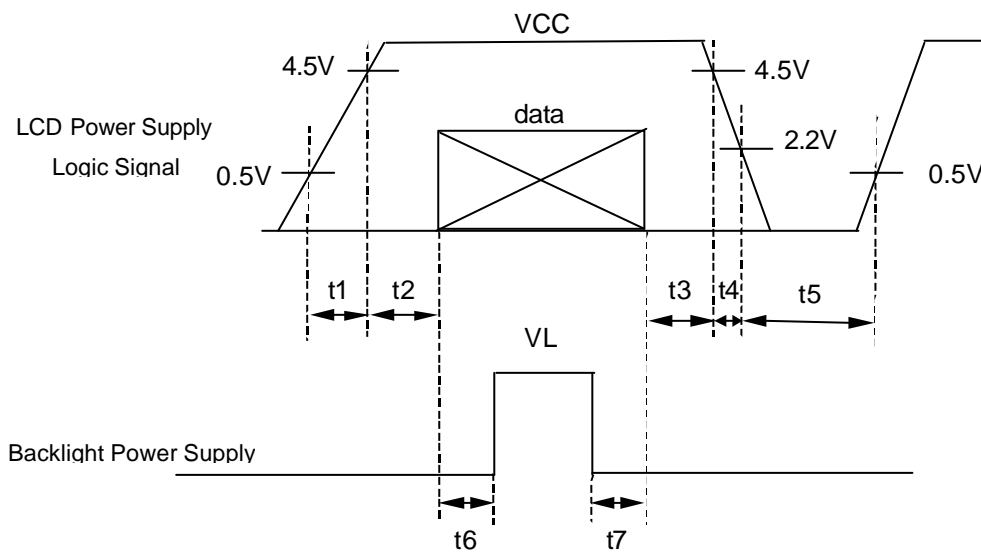 VCC
4.5V
4.5V
data
LCD Power Supply
2.2V
Logic Signal
0.5V
0.5V
t1
t2
t3
t4
t5
VL
Backlight Power Supply
t6
t7